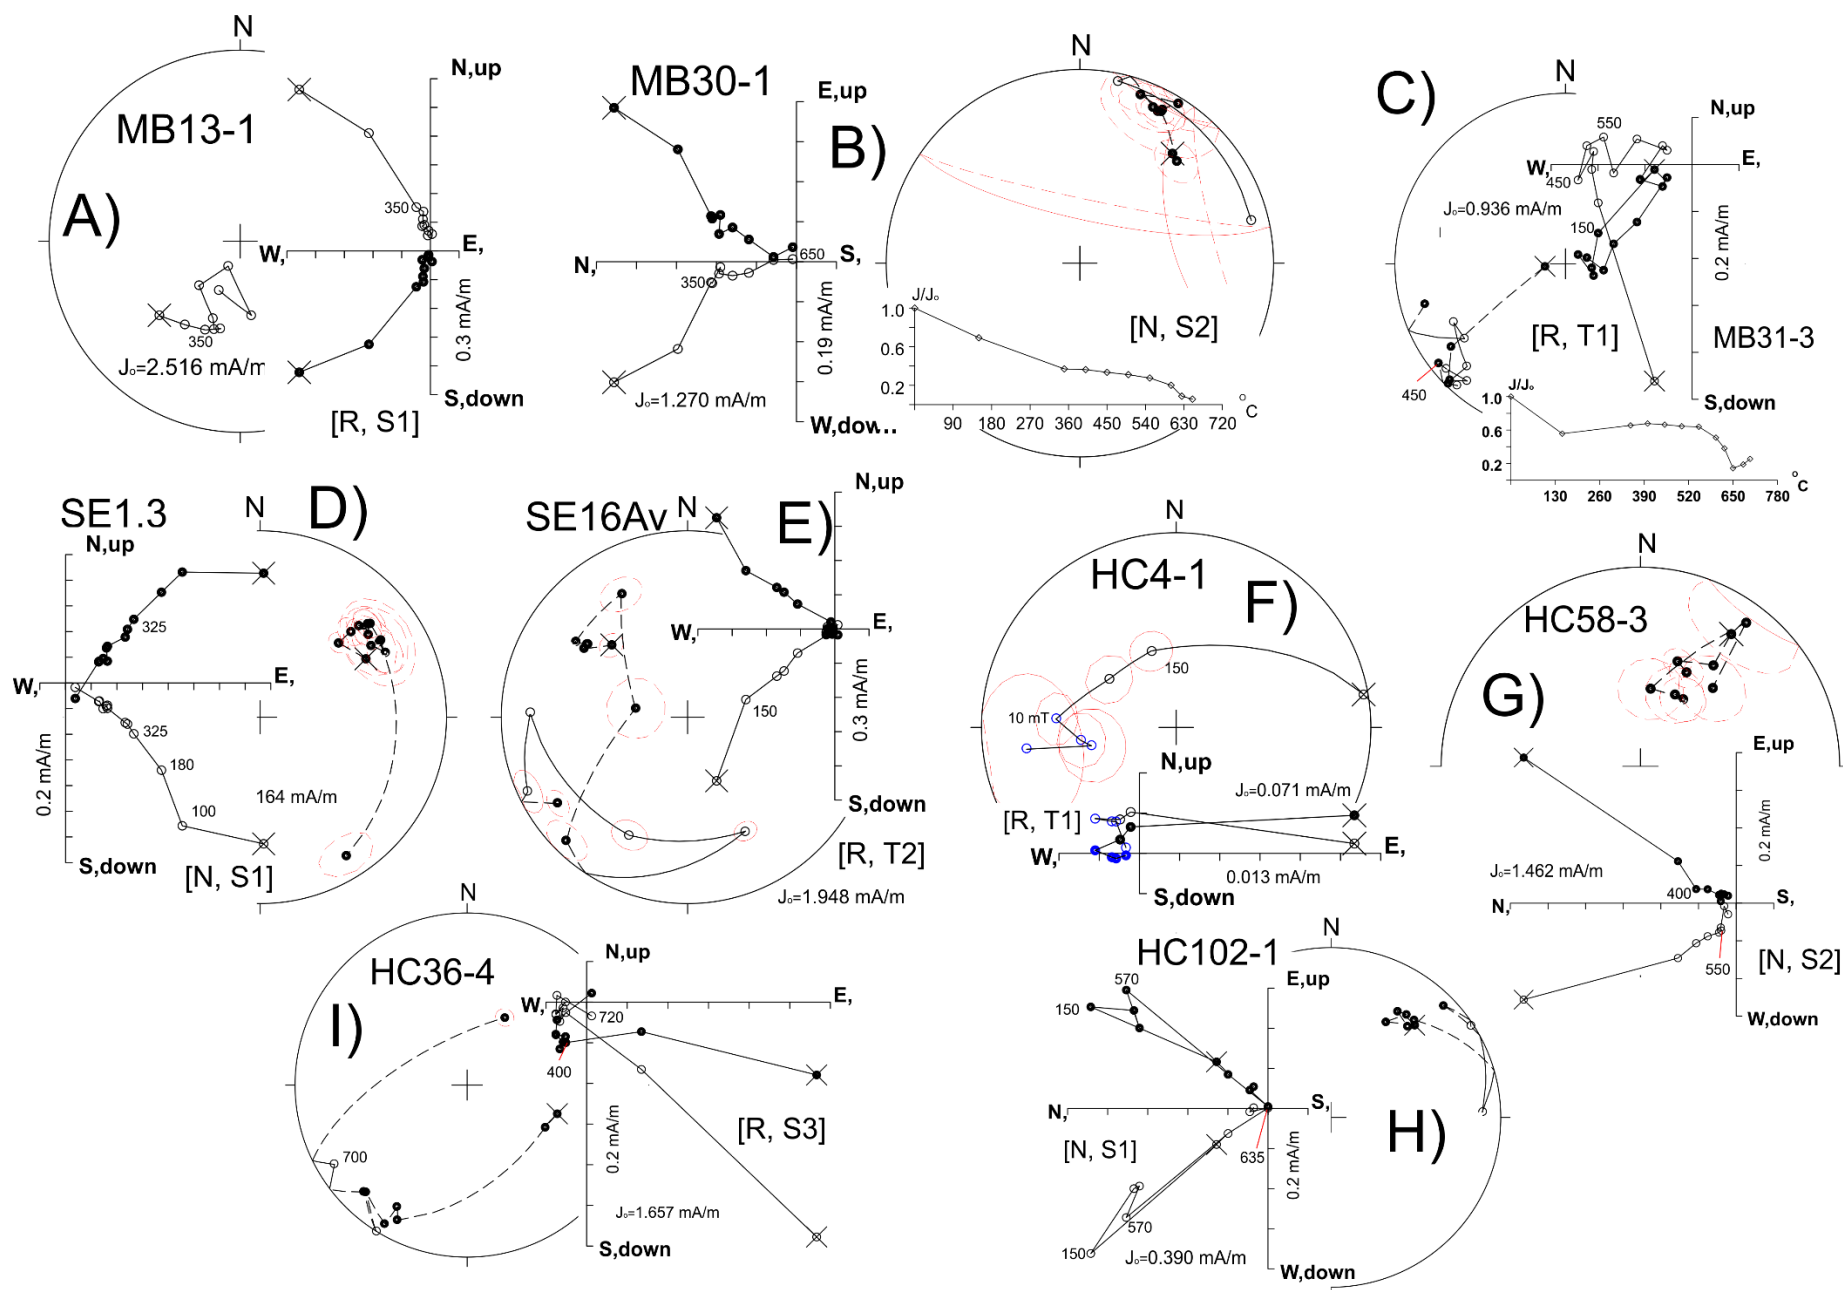 N
MB13-1
A)
350
Jₒ=2.516 mA/m
[R, S1]
N,up
350
W,
E,
0.3 mA/m
S,down
MB30-1
E,up
N,
S,
350
650
0.19 mA/m
Jₒ=1.270 mA/m
W,dow
B)
N
[N, S2]
J/Jₒ
1.0
0.6
0.2
90 180 270 360 450 540 630 720
°C
C)
N
N,up
550
W,
E,
450
Jₒ=0.936 mA/m
150
0.2 mA/m
[R, T1]
MB31-3
450
S,down
J/Jₒ
1.0
0.6
0.2
130 260 390 520 650 780
°C
SE1.3
D)
N
N,up
325
W,
E,
325
180
100
0.2 mA/m
164 mA/m
S,down
[N, S1]
SE16Av
E)
N
N,up
W,
E,
150
0.3 mA/m
S,down
[R, T2]
Jₒ=1.948 mA/m
N
HC4-1
F)
150
10 mT
N,up
Jₒ=0.071 mA/m
[R, T1]
W,
E,
0.013 mA/m
S,down
N
HC58-3
G)
E,up
0.2 mA/m
Jₒ=1.462 mA/m
400
N,
S,
550
[N, S2]
W,down
N
HC36-4
I)
N,up
W,
E,
720
400
700
[R, S3]
0.2 mA/m
Jₒ=1.657 mA/m
S,down
HC102-1
N
E,up
570
150
N,
S,
[N, S1]
H)
635
0.2 mA/m
570
150
Jₒ=0.390 mA/m
W,down